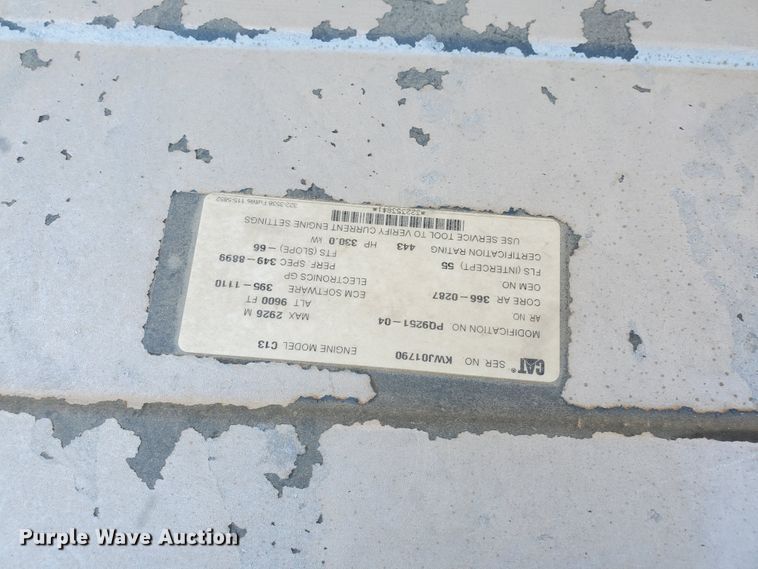 CAT® SER NO KWJ01790 ENGINE MODEL C13
MODIFICATION NO PQ9251-04 MAX 2926 M
AR NO ALT 9600 FT
CORE AR 366-0287 ECM SOFTWARE 395-1110
OEM NO ELECTRONICS GP
FLS (INTERCEPT) 55 PERF SPEC 349-8899
FTS (SLOPE) -66
CERTIFICATION RATING 443 HP 330.0 kW
USE SERVICE TOOL TO VERIFY CURRENT ENGINE SETTINGS
Purple Wave Auction